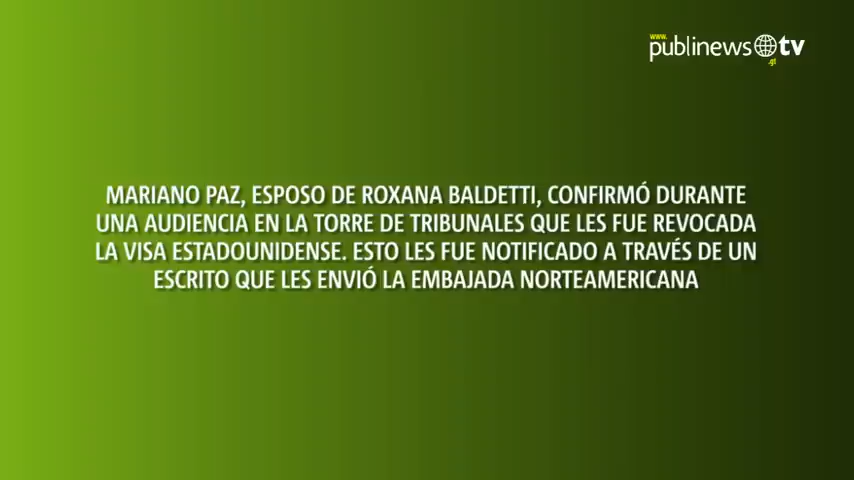 www.
publinews tv
.gt
MARIANO PAZ, ESPOSO DE ROXANA BALDETTI, CONFIRMÓ DURANTE
UNA AUDIENCIA EN LA TORRE DE TRIBUNALES QUE LES FUE REVOCADA
LA VISA ESTADOUNIDENSE. ESTO LES FUE NOTIFICADO A TRAVÉS DE UN
ESCRITO QUE LES ENVIÓ LA EMBAJADA NORTEAMERICANA